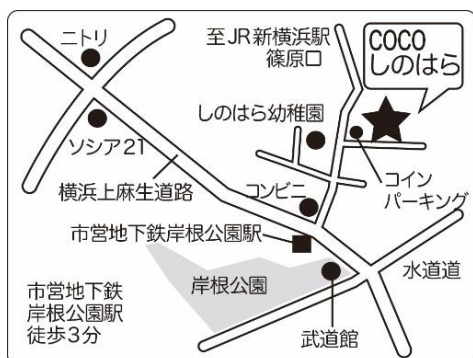 ニトリ
至JR新横浜駅
篠原口
COCO
しのはら
しのはら幼稚園
ソシア21
横浜上麻生道路
コンビニ
コイン
パーキング
市営地下鉄岸根公園駅
水道道
岸根公園
市営地下鉄
岸根公園駅
徒歩3分
武道館